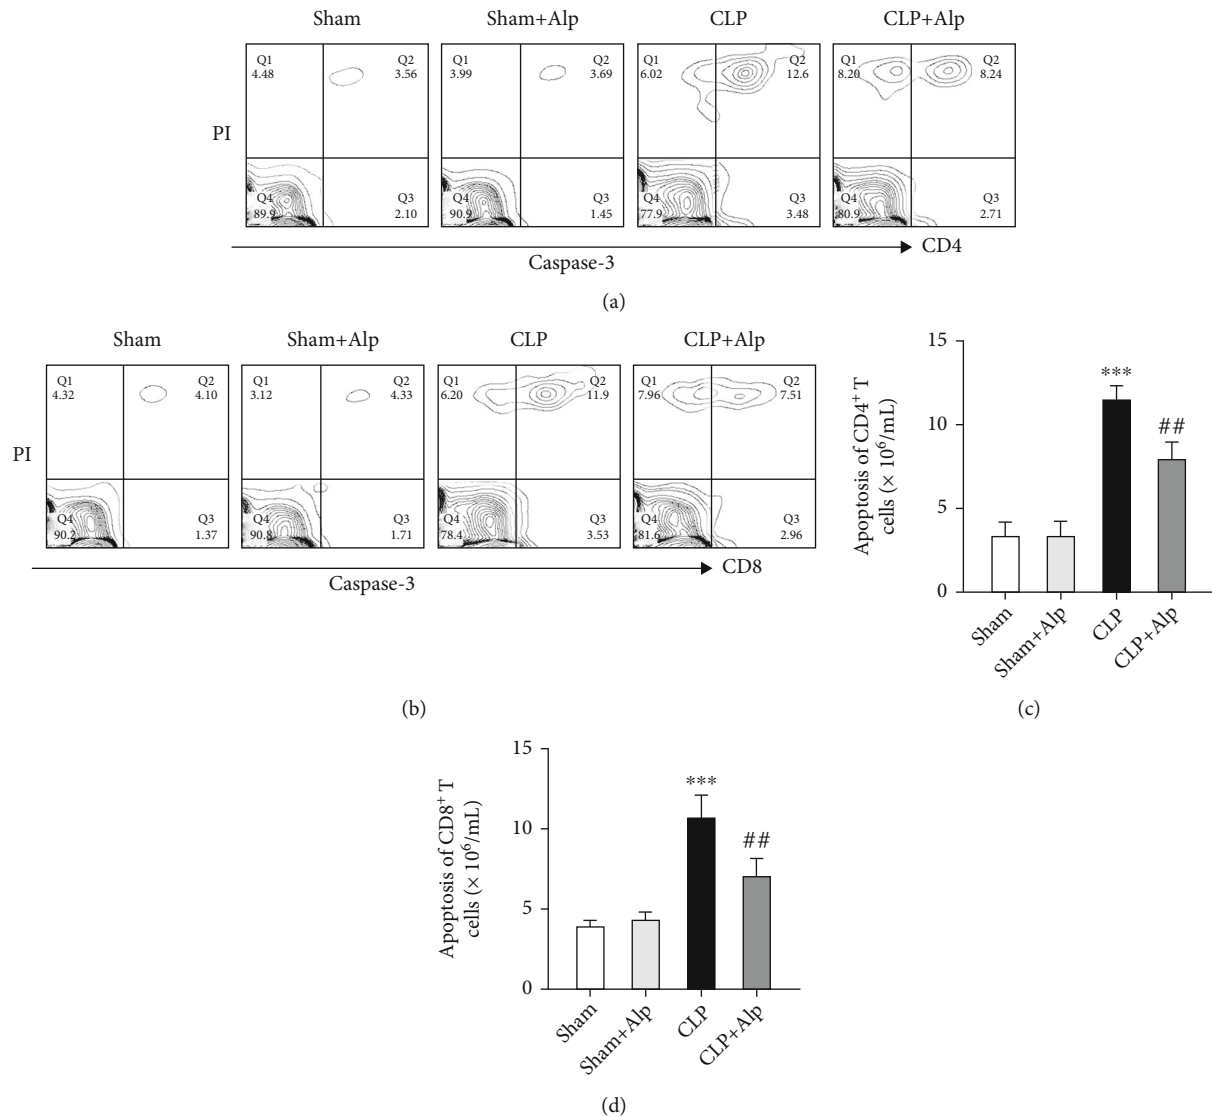 Sham Sham+Alp CLP CLP+Alp
Q1 Q2 Q1 Q2 Q1 Q2 Q1 Q2
4.48 3.56 3.99 3.69 6.02 12.6 8.20 8.24
PI
Q4 Q3 Q4 Q3 Q4 Q3 Q4 Q3
89.9 2.10 90.9 1.45 77.9 3.48 80.9 2.71
CD4
Caspase-3
(a)
Sham Sham+Alp CLP CLP+Alp
Q1 Q2 Q1 Q2 Q1 Q2 Q1 Q2
4.32 4.10 3.12 4.33 6.20 11.9 7.96 7.51
PI
Q4 Q3 Q4 Q3 Q4 Q3 Q4 Q3
90.2 1.37 90.8 1.71 78.4 3.53 81.6 2.96
CD8
Caspase-3
(b)
Apoptosis of CD4⁺ T
cells (× 10⁶/mL)
15
10
5
0
***
##
Sham
Sham+Alp
CLP
CLP+Alp
(c)
Apoptosis of CD8⁺ T
cells (× 10⁶/mL)
15
10
5
0
***
##
Sham
Sham+Alp
CLP
CLP+Alp
(d)